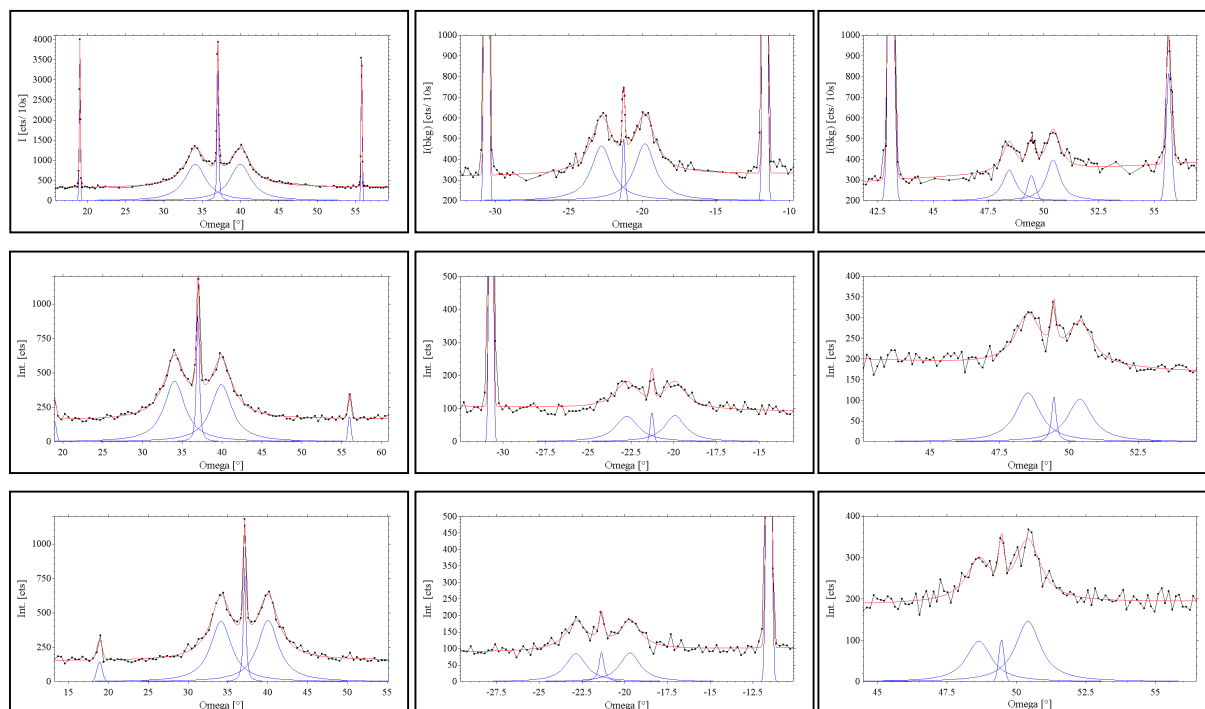 4000
3500
3000
2500
2000
1500
1000
500
0
I [cts/ 10s]
20 25 30 35 40 45 50 55
Omega [°]
1000
900
800
700
600
500
400
300
200
I(bkg) [cts/ 10s]
-30 -25 -20 -15 -10
Omega
1000
900
800
700
600
500
400
300
200
I(bkg) [cts/ 10s]
42.5 45 47.5 50 52.5 55
Omega
1000
750
500
250
0
Int. [cts]
20 25 30 35 40 45 50 55 60
Omega [°]
500
400
300
200
100
0
Int. [cts]
-30 -27.5 -25 -22.5 -20 -17.5 -15
Omega [°]
400
350
300
250
200
150
100
50
0
Int. [cts]
45 47.5 50 52.5
Omega [°]
1000
750
500
250
0
Int. [cts]
15 20 25 30 35 40 45 50 55
Omega [°]
500
450
400
350
300
250
200
150
100
50
0
Int. [cts]
-27.5 -25 -22.5 -20 -17.5 -15 -12.5
Omega [°]
400
300
200
100
0
Int. [cts]
45 47.5 50 52.5 55
Omega [°]